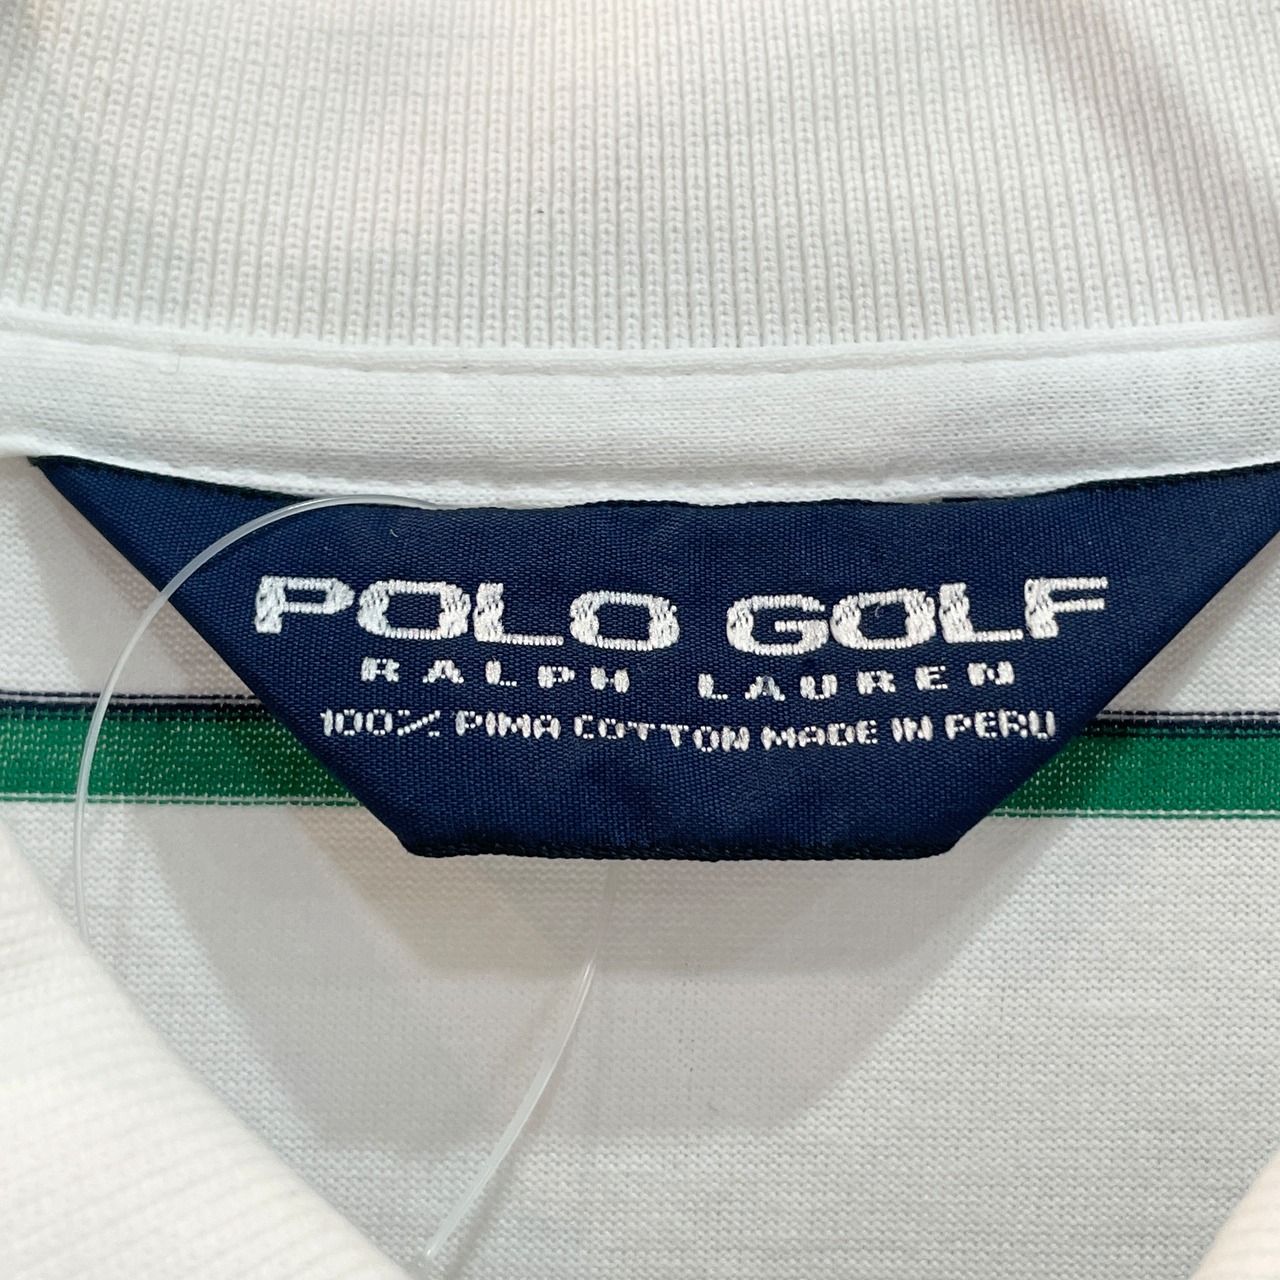 POLO GOLF
RALPH LAUREN
100% PIMA COTTON MADE IN PERU